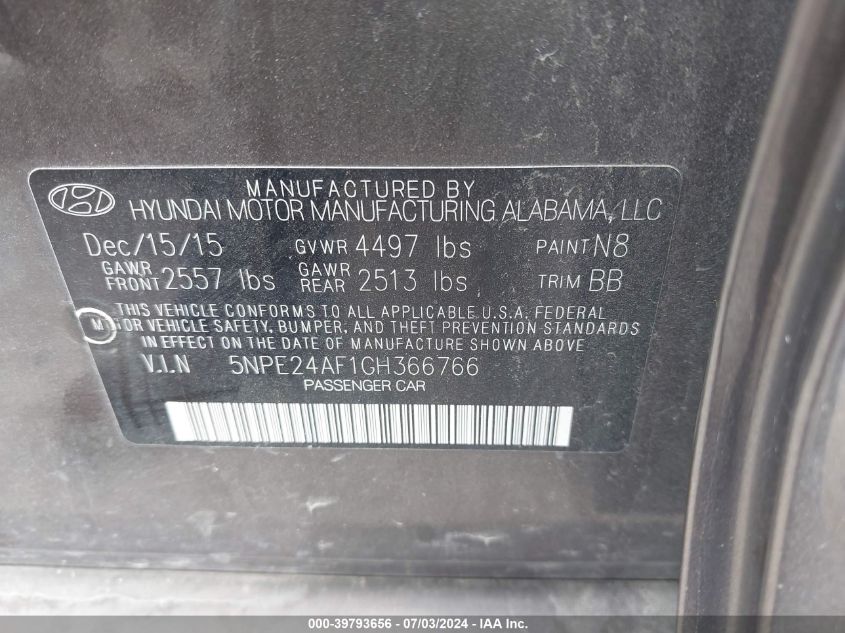 MANUFACTURED BY
HYUNDAI MOTOR MANUFACTURING ALABAMA, LLC
Dec/15/15 GVWR 4497 lbs PAINT N8
GAWR FRONT 2557 lbs GAWR REAR 2513 lbs TRIM BB
THIS VEHICLE CONFORMS TO ALL APPLICABLE U.S.A. FEDERAL
MOTOR VEHICLE SAFETY, BUMPER, AND THEFT PREVENTION STANDARDS
IN EFFECT ON THE DATE OF MANUFACTURE SHOWN ABOVE
V.I.N 5NPE24AF1GH366766
PASSENGER CAR
000-39793656 - 07/03/2024 - IAA Inc.